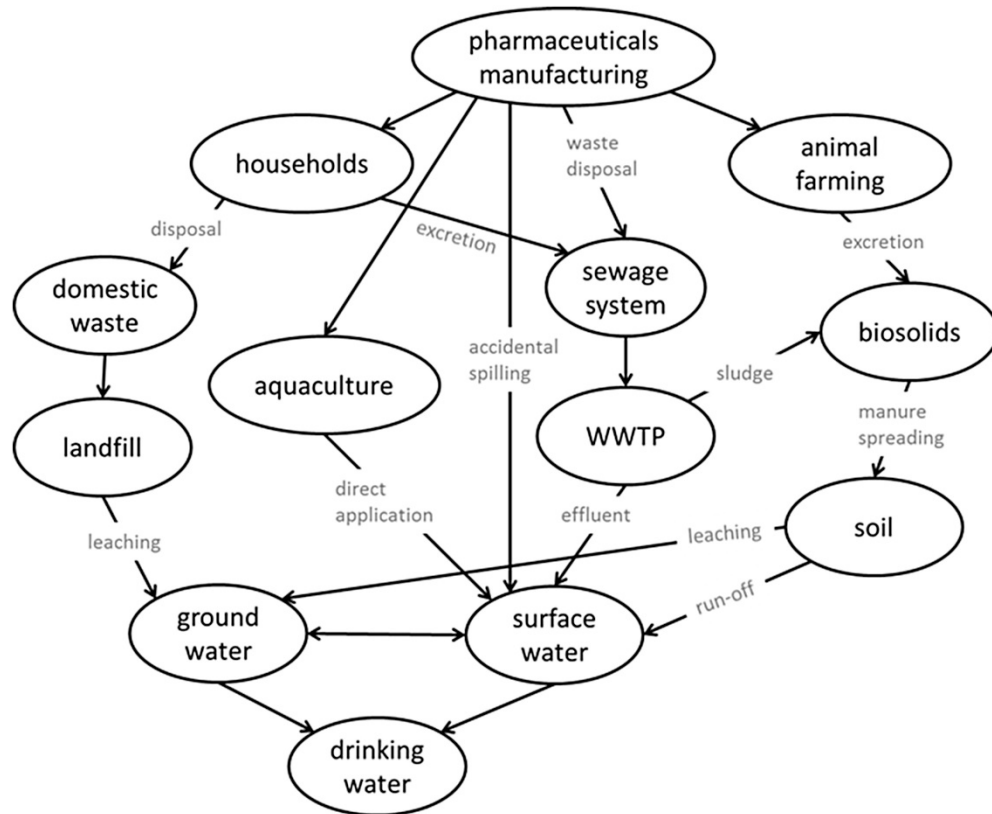 pharmaceuticals
manufacturing
households
waste
disposal
animal
farming
disposal
excretion
excretion
domestic
waste
sewage
system
biosolids
aquaculture
accidental
spilling
sludge
landfill
WWTP
manure
spreading
direct
application
effluent
leaching
leaching
soil
run-off
ground
water
surface
water
drinking
water